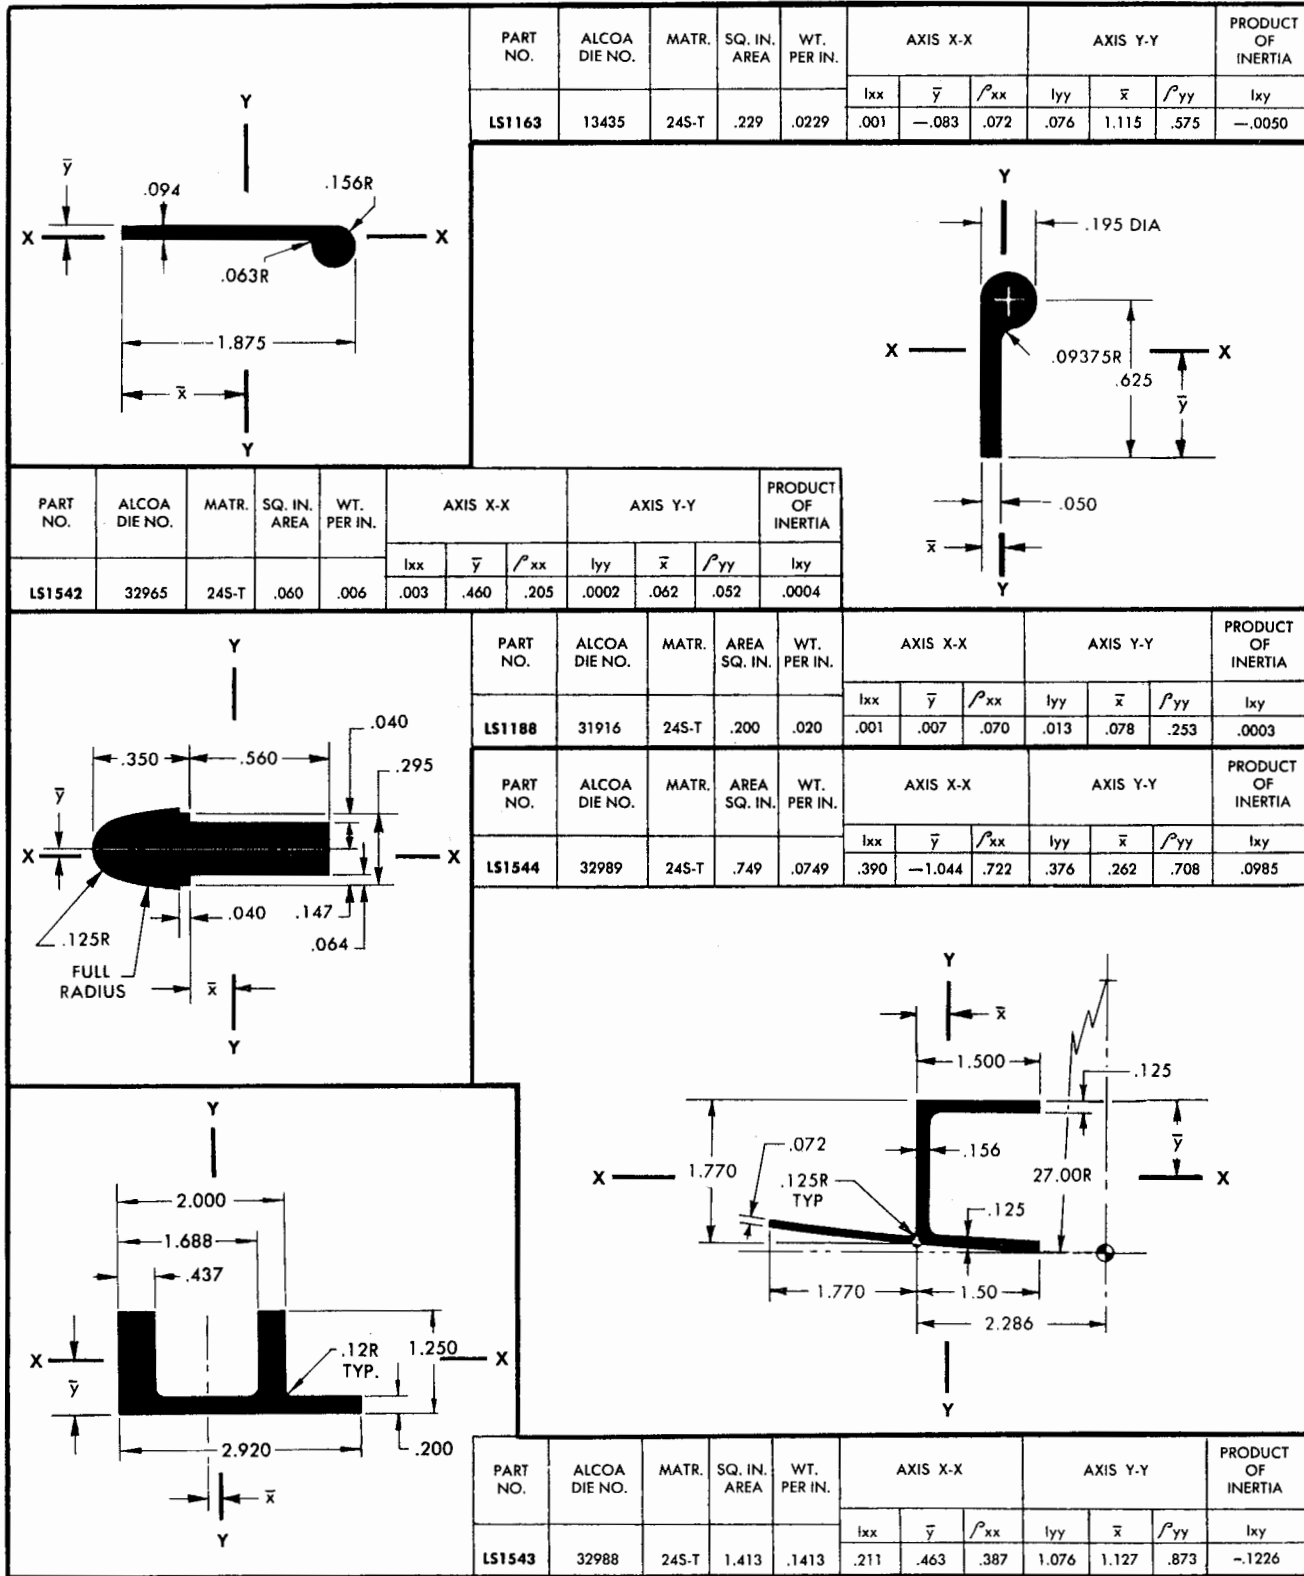 PART NO. ALCOA DIE NO. MATR. SQ. IN. AREA WT. PER IN. AXIS X-X AXIS Y-Y PRODUCT OF INERTIA
Ixx ȳ ρxx Iyy x̄ ρyy Ixy
LS1163 13435 24S-T .229 .0229 .001 —.083 .072 .076 1.115 .575 —.0050
Y
ȳ
.094
.156R
X
X
.063R
1.875
x̄
Y
Y
.195 DIA
X
X
.09375R
.625
ȳ
.050
x̄
Y
PART NO. ALCOA DIE NO. MATR. SQ. IN. AREA WT. PER IN. AXIS X-X AXIS Y-Y PRODUCT OF INERTIA
Ixx ȳ ρxx Iyy x̄ ρyy Ixy
LS1542 32965 24S-T .060 .006 .003 .460 .205 .0002 .062 .052 .0004
PART NO. ALCOA DIE NO. MATR. AREA SQ. IN. WT. PER IN. AXIS X-X AXIS Y-Y PRODUCT OF INERTIA
Ixx ȳ ρxx Iyy x̄ ρyy Ixy
LS1188 31916 24S-T .200 .020 .001 .007 .070 .013 .078 .253 .0003
Y
.040
.350
.560
.295
ȳ
X
X
.040
.147
.125R
.064
FULL
RADIUS
x̄
Y
PART NO. ALCOA DIE NO. MATR. AREA SQ. IN. WT. PER IN. AXIS X-X AXIS Y-Y PRODUCT OF INERTIA
Ixx ȳ ρxx Iyy x̄ ρyy Ixy
LS1544 32989 24S-T .749 .0749 .390 —1.044 .722 .376 .262 .708 .0985
Y
x̄
1.500
.125
.072
.156
ȳ
1.770
X
.125R
TYP
27.00R
X
.125
1.770
1.50
2.286
Y
Y
2.000
1.688
.437
X
.12R
TYP.
1.250
X
ȳ
2.920
.200
x̄
Y
PART NO. ALCOA DIE NO. MATR. SQ. IN. AREA WT. PER IN. AXIS X-X AXIS Y-Y PRODUCT OF INERTIA
Ixx ȳ ρxx Iyy x̄ ρyy Ixy
LS1543 32988 24S-T 1.413 .1413 .211 .463 .387 1.076 1.127 .873 -.1226